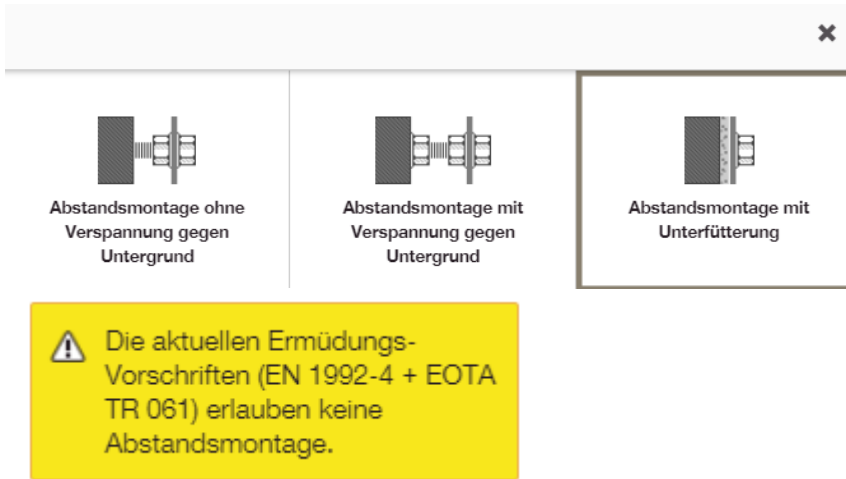 Abstandsmontage ohne
Verspannung gegen
Untergrund
Abstandsmontage mit
Verspannung gegen
Untergrund
Abstandsmontage mit
Unterfütterung
Die aktuellen Ermüdungs-
Vorschriften (EN 1992-4 + EOTA
TR 061) erlauben keine
Abstandsmontage.